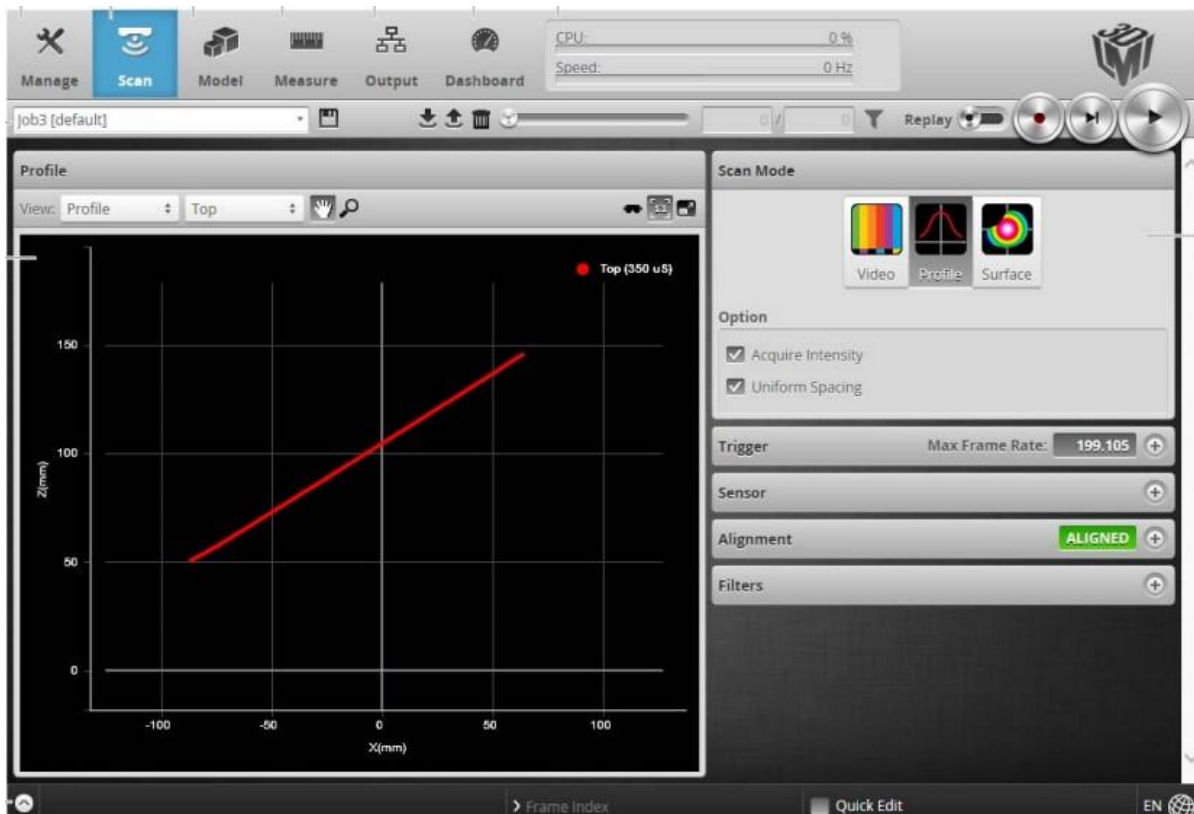 CPU: 0 %
Speed: 0 Hz
Manage Scan Model Measure Output Dashboard
Job3 [default]
0 / 0
Replay
Profile
View: Profile Top
Top (350 uS)
150
100
50
0
Z(mm)
-100 -50 0 50 100
X(mm)
Scan Mode
Video Profile Surface
Option
Acquire Intensity
Uniform Spacing
Trigger Max Frame Rate: 199.105
Sensor
Alignment ALIGNED
Filters
Frame Index
Quick Edit
EN